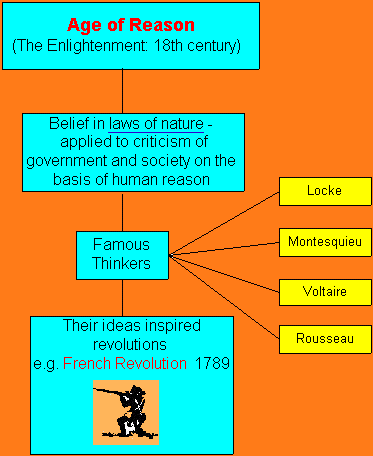 Age of Reason
(The Enlightenment: 18th century)
Belief in laws of nature -
applied to criticism of
government and society on the
basis of human reason
Famous
Thinkers
Locke
Montesquieu
Voltaire
Rousseau
Their ideas inspired
revolutions
e.g. French Revolution 1789